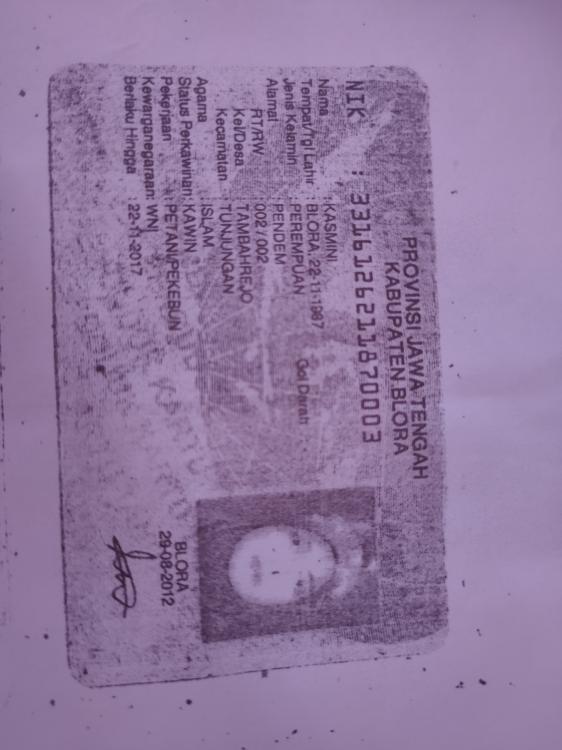 PROVINSI JAWA TENGAH
KABUPATEN BLORA
NIK : 3316126211870003
Nama : KASMINI
Tempat/Tgl Lahir : BLORA, 22-11-1987
Jenis Kelamin : PEREMPUAN Gol Darah
Alamat : PENDEM
RT/RW : 002 / 002
Kel/Desa : TAMBAHREJO
Kecamatan : TUNJUNGAN
Agama : ISLAM
Status Perkawinan: KAWIN
Pekerjaan : PETANI/PEKEBUN
Kewarganegaraan: WNI
Berlaku Hingga : 22-11-2017
BLORA
29-08-2012